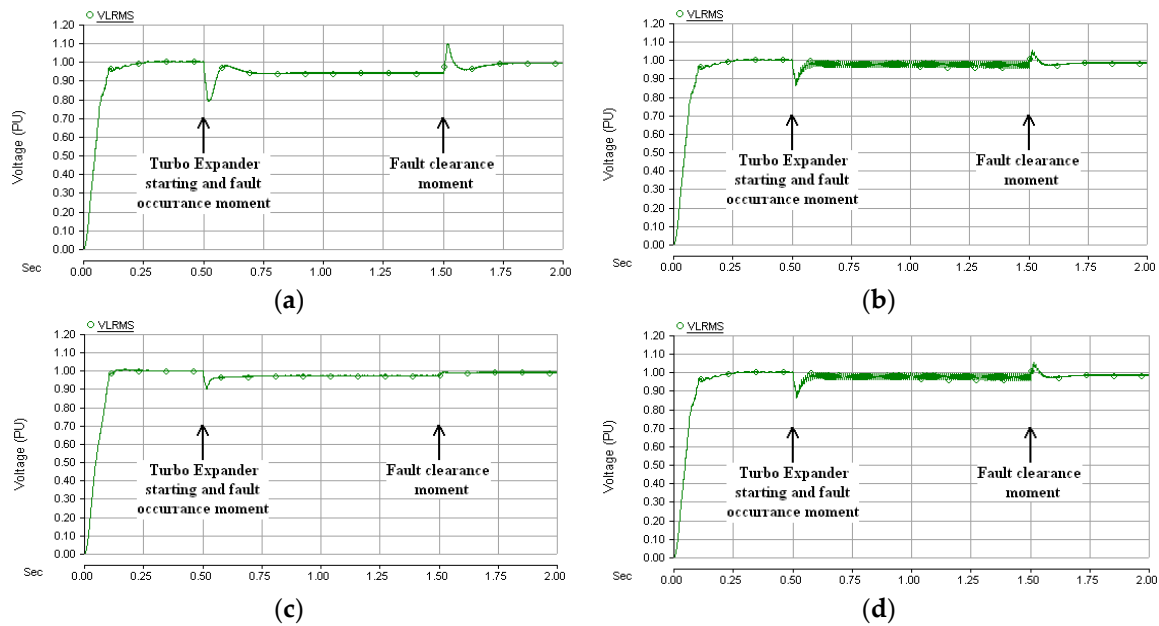 VLRMS
1.20
1.10
1.00
0.90
0.80
0.70
0.60
0.50
0.40
0.30
0.20
0.10
0.00
Voltage (PU)
Turbo Expander
starting and fault
occurrance moment
Fault clearance
moment
Sec
0.00 0.25 0.50 0.75 1.00 1.25 1.50 1.75 2.00
(a)
VLRMS
1.20
1.10
1.00
0.90
0.80
0.70
0.60
0.50
0.40
0.30
0.20
0.10
0.00
Voltage (PU)
Turbo Expander
starting and fault
occurrance moment
Fault clearance
moment
Sec
0.00 0.25 0.50 0.75 1.00 1.25 1.50 1.75 2.00
(b)
VLRMS
1.20
1.10
1.00
0.90
0.80
0.70
0.60
0.50
0.40
0.30
0.20
0.10
0.00
Voltage (PU)
Turbo Expander
starting and fault
occurrance moment
Fault clearance
moment
Sec
0.00 0.25 0.50 0.75 1.00 1.25 1.50 1.75 2.00
(c)
VLRMS
1.20
1.10
1.00
0.90
0.80
0.70
0.60
0.50
0.40
0.30
0.20
0.10
0.00
Voltage (PU)
Turbo Expander
starting and fault
occurrance moment
Fault clearance
moment
Sec
0.00 0.25 0.50 0.75 1.00 1.25 1.50 1.75 2.00
(d)